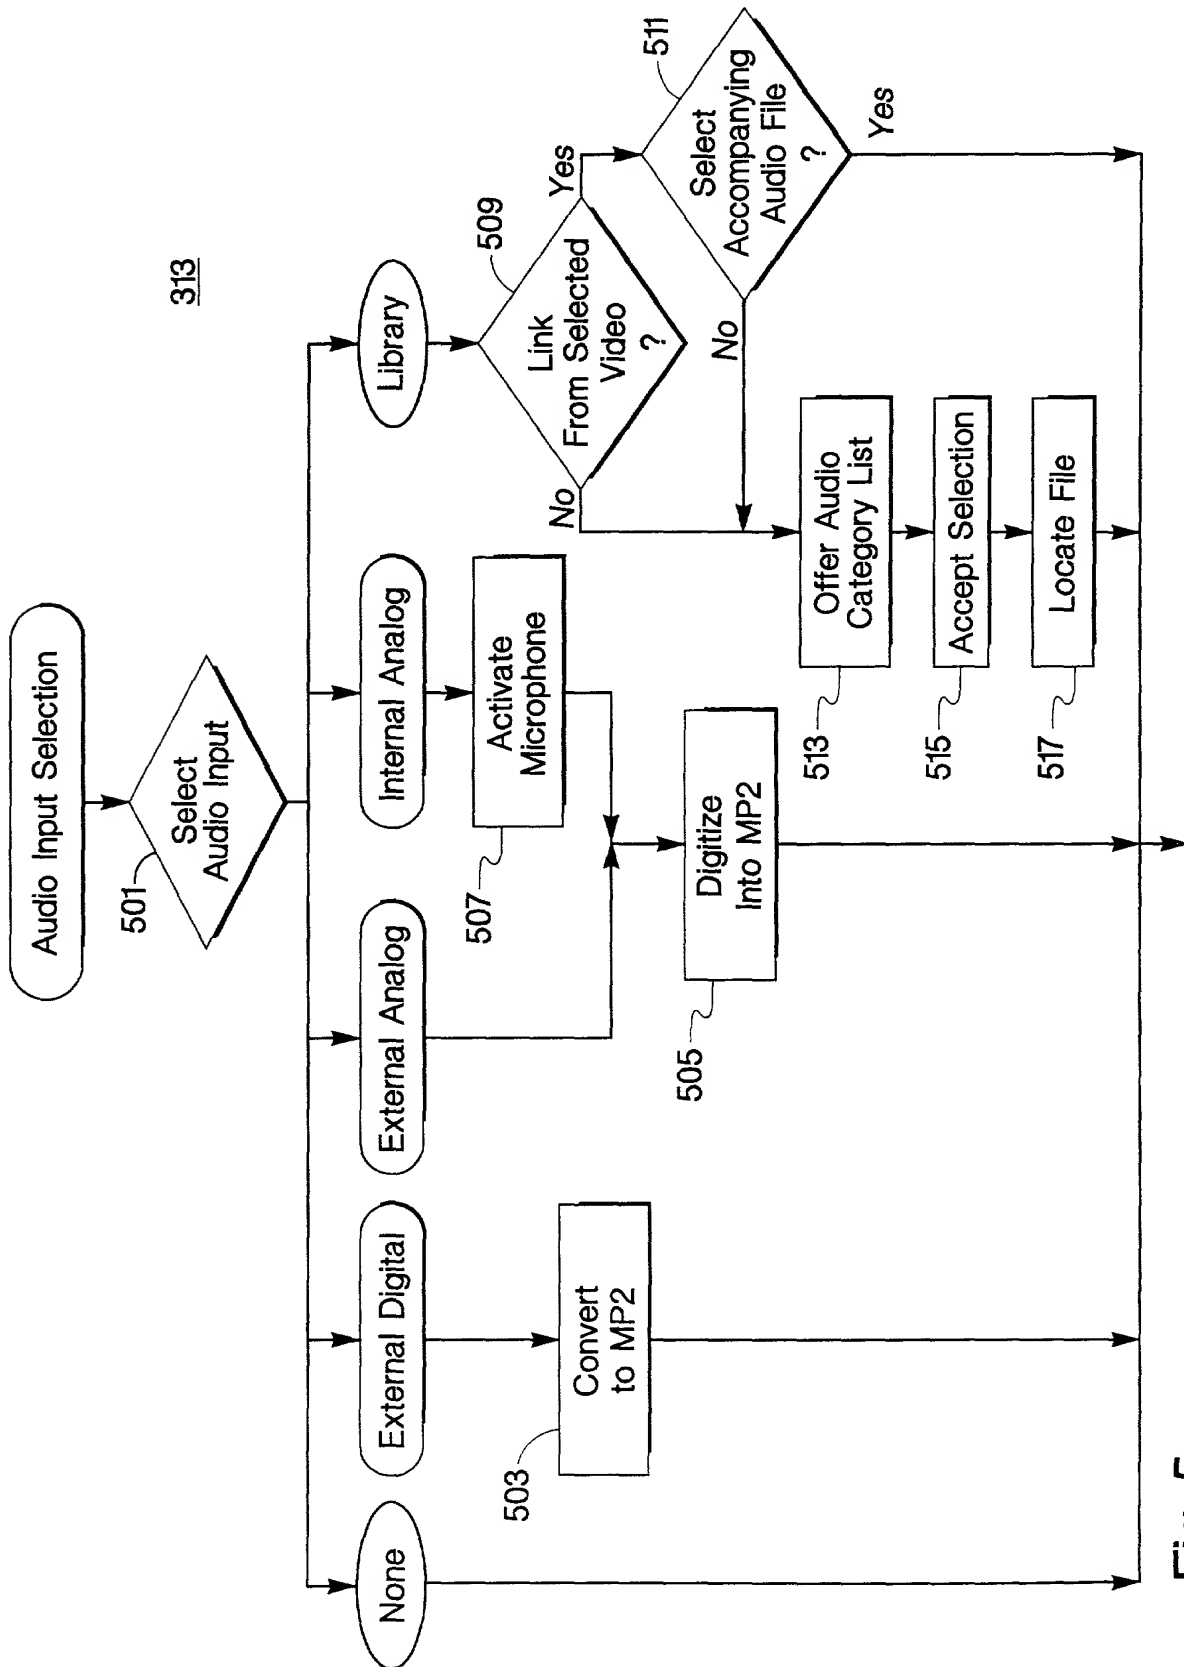 313
Audio Input Selection
501
Select
Audio Input
None
External Digital
External Analog
Internal Analog
Library
503
Convert
to MP2
507
Activate
Microphone
505
Digitize
Into MP2
509
Link
From Selected
Video
?
Yes
No
511
Select
Accompanying
Audio File
?
Yes
No
513
Offer Audio
Category List
515
Accept Selection
517
Locate File